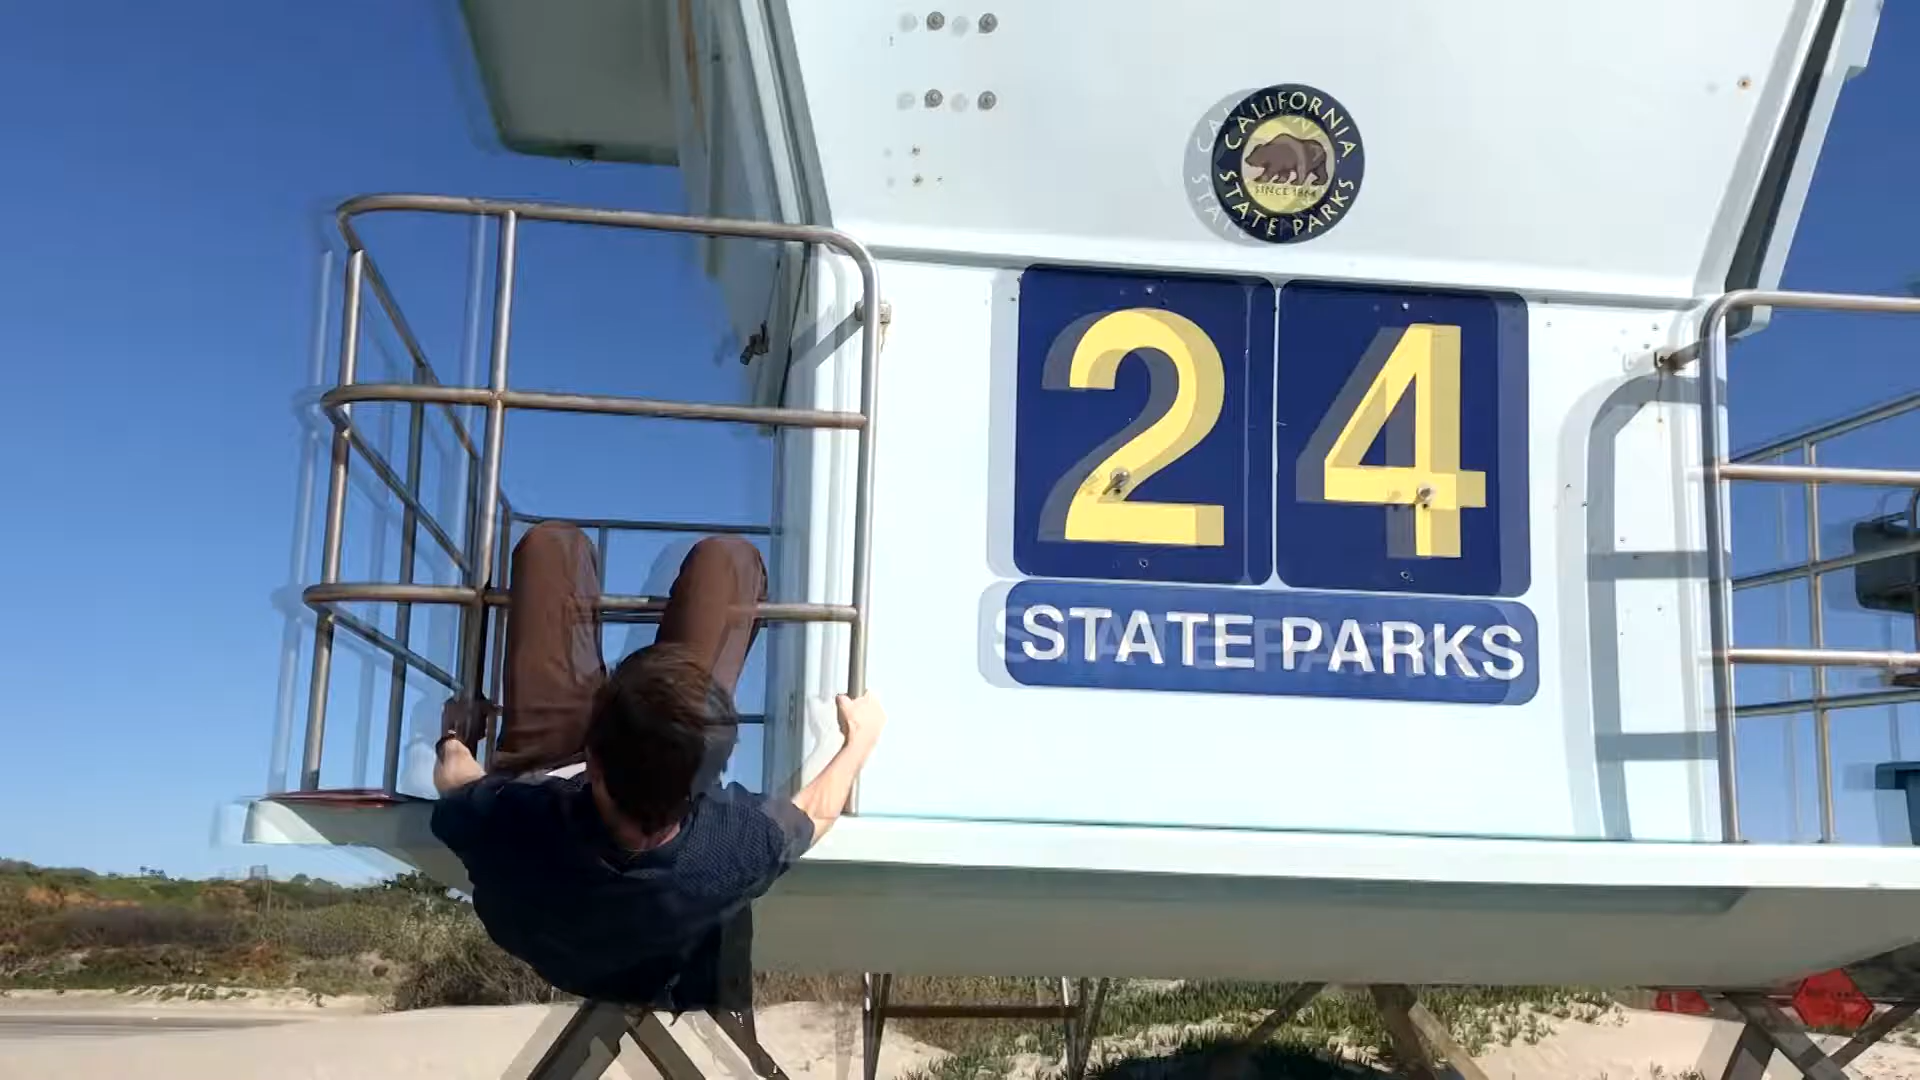 CALIFORNIA
SINCE 1864
STATE PARKS
24
STATE PARKS